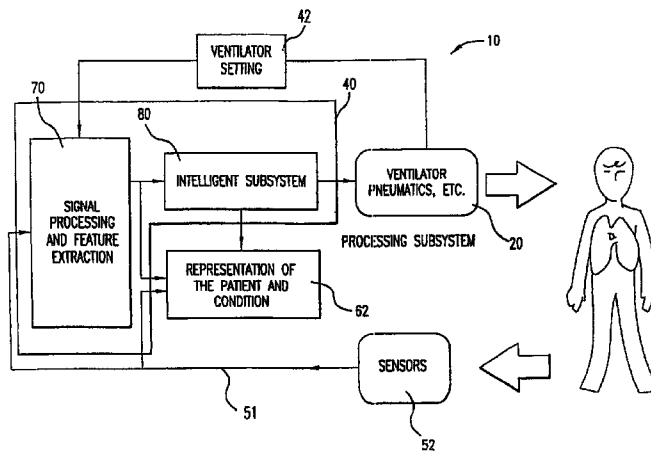 42
VENTILATOR
SETTING
10
70
40
80
SIGNAL
PROCESSING
AND FEATURE
EXTRACTION
INTELLIGENT SUBSYSTEM
VENTILATOR
PNEUMATICS, ETC.
20
PROCESSING SUBSYSTEM
REPRESENTATION OF
THE PATIENT AND
CONDITION
62
SENSORS
51
52